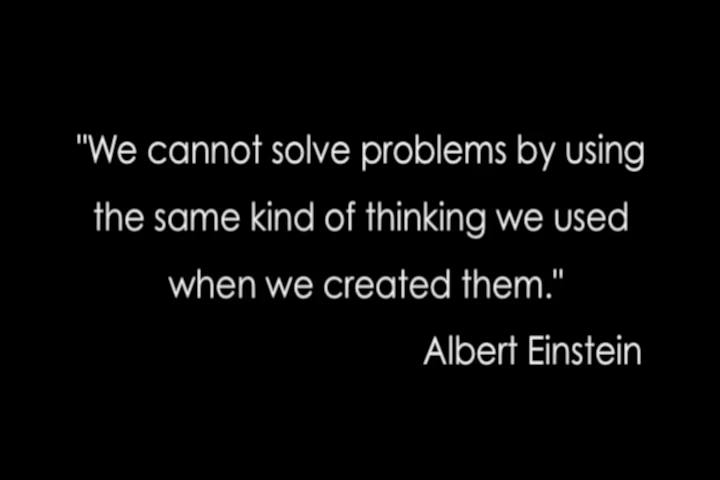 "We cannot solve problems by using
the same kind of thinking we used
when we created them."
Albert Einstein